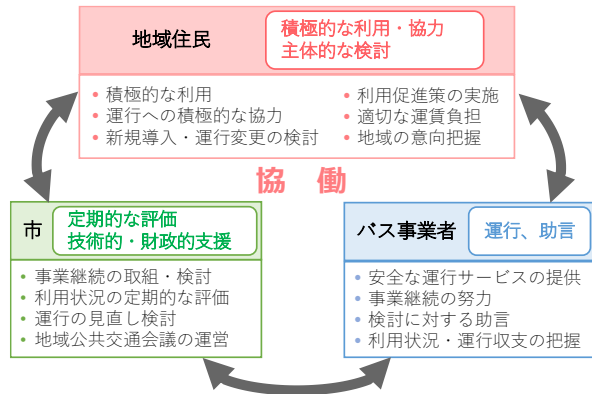 地域住民
積極的な利用・協力
主体的な検討
• 積極的な利用
• 運行への積極的な協力
• 新規導入・運行変更の検討
• 利用促進策の実施
• 適切な運賃負担
• 地域の意向把握
協 働
市
定期的な評価
技術的・財政的支援
• 事業継続の取組・検討
• 利用状況の定期的な評価
• 運行の見直し検討
• 地域公共交通会議の運営
バス事業者
運行、助言
• 安全な運行サービスの提供
• 事業継続の努力
• 検討に対する助言
• 利用状況・運行収支の把握